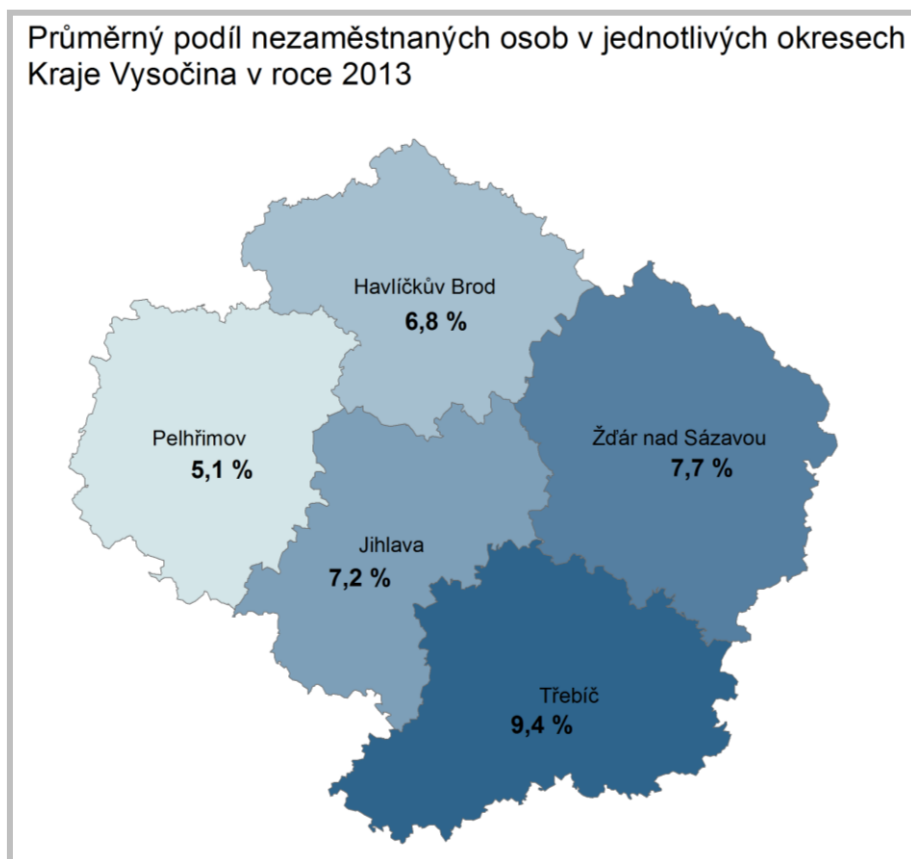 Průměrný podíl nezaměstnaných osob v jednotlivých okresech
Kraje Vysočina v roce 2013
Havlíčkův Brod
6,8 %
Pelhřimov
5,1 %
Žďár nad Sázavou
7,7 %
Jihlava
7,2 %
Třebíč
9,4 %